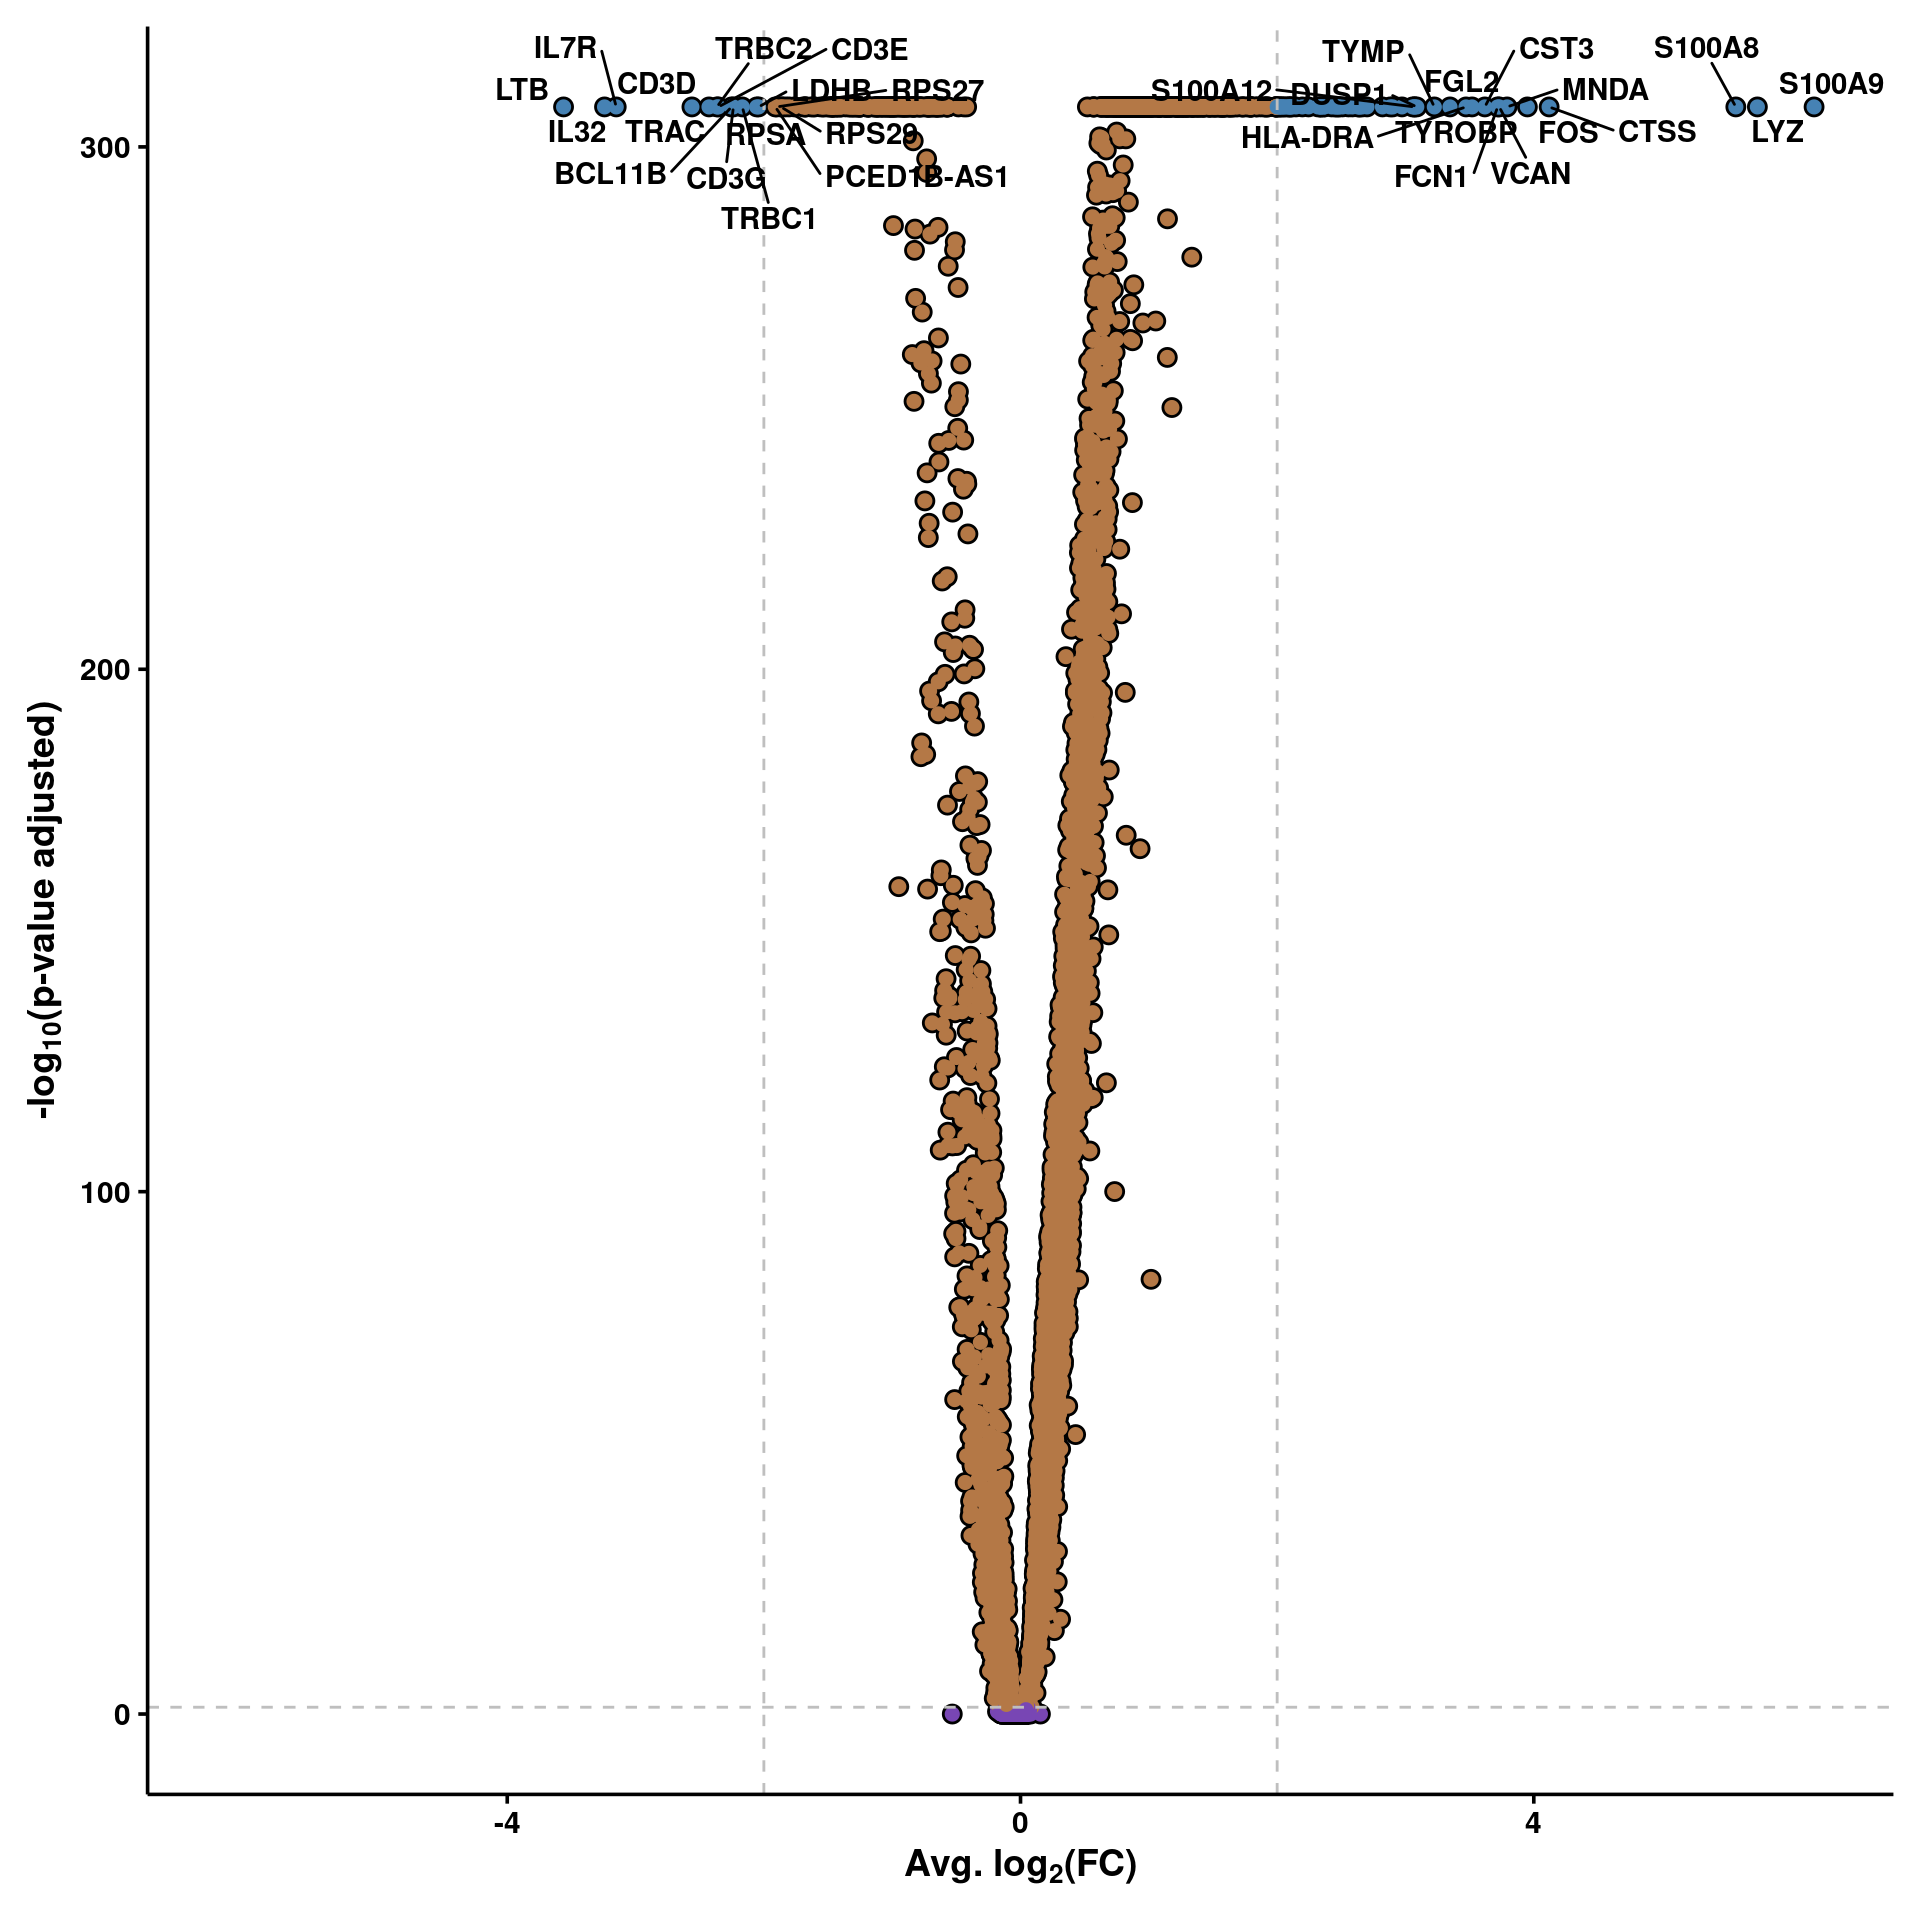 IL7R TRBC2 CD3E TYMP CST3 S100A8
LTB CD3D LDHB RPS27 S100A12 DUSP1 FGL2 MNDA S100A9
IL32 TRAC RPSA RPS29 HLA-DRA TYROBP FOS CTSS LYZ
BCL11B CD3G PCED1B-AS1 FCN1 VCAN
TRBC1
300
200
100
0
-log10(p-value adjusted)
-4 0 4
Avg. log2(FC)